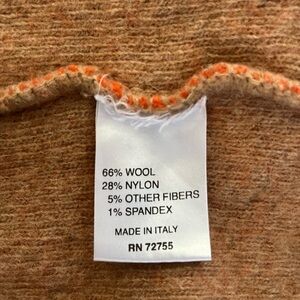 66% WOOL
28% NYLON
5% OTHER FIBERS
1% SPANDEX
MADE IN ITALY
RN 72755